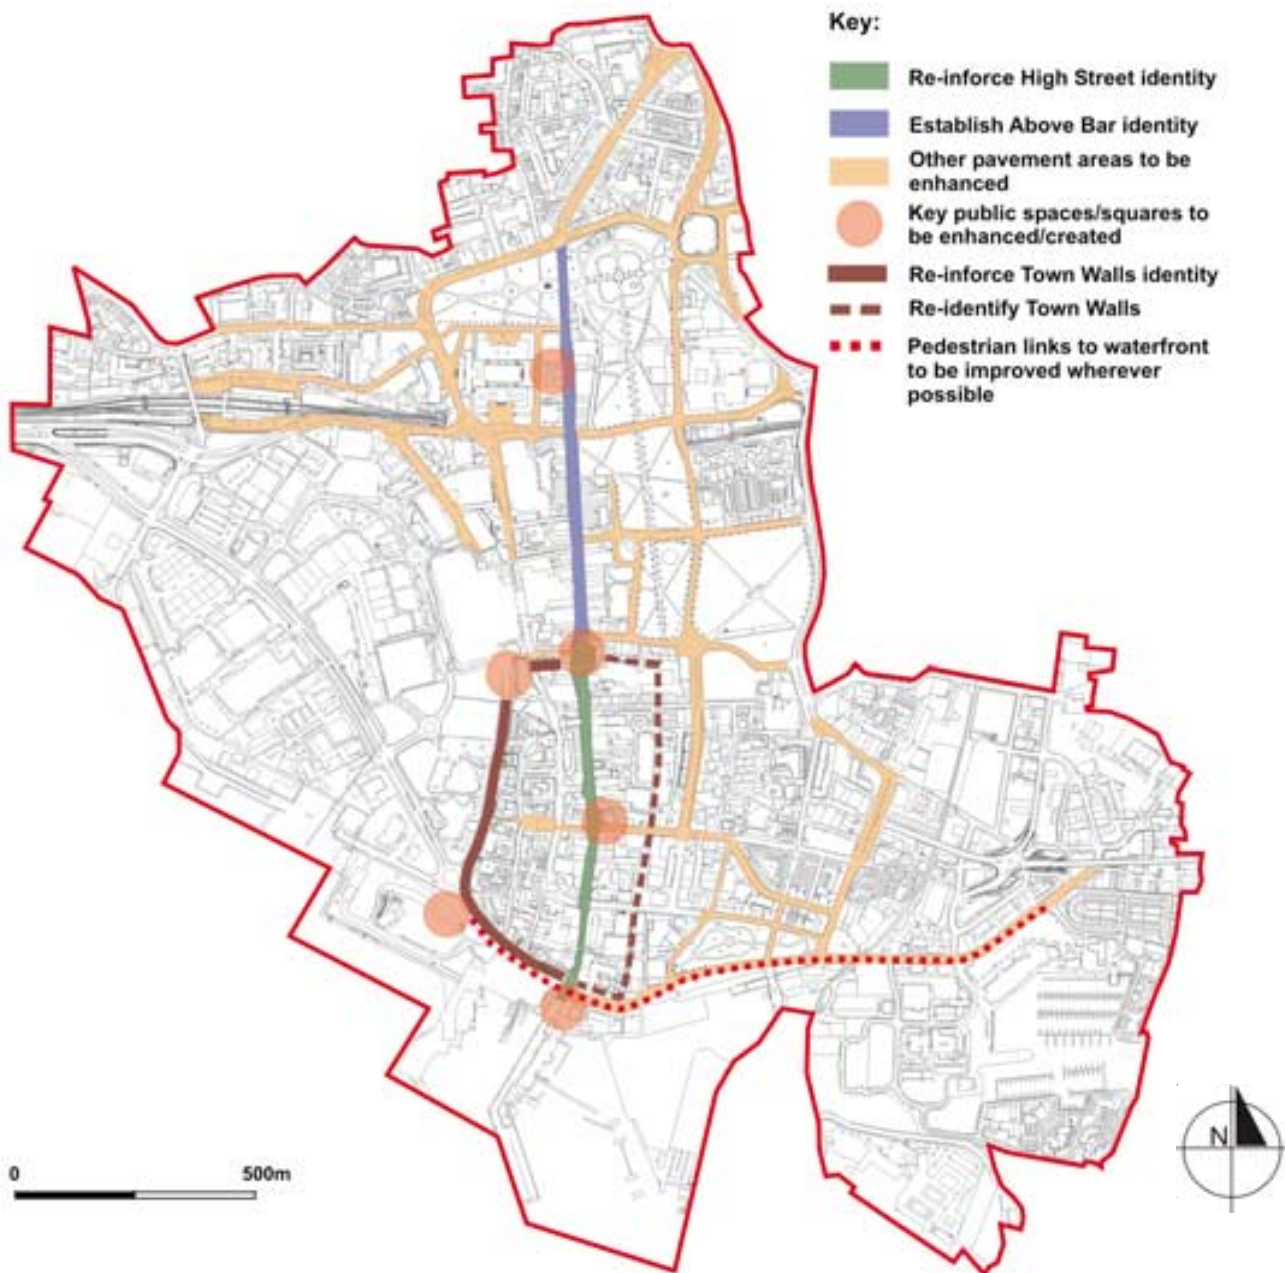 Key:
Re-inforce High Street identity
Establish Above Bar identity
Other pavement areas to be
enhanced
Key public spaces/squares to
be enhanced/created
Re-inforce Town Walls identity
Re-identify Town Walls
Pedestrian links to waterfront
to be improved wherever
possible
0 500m
N